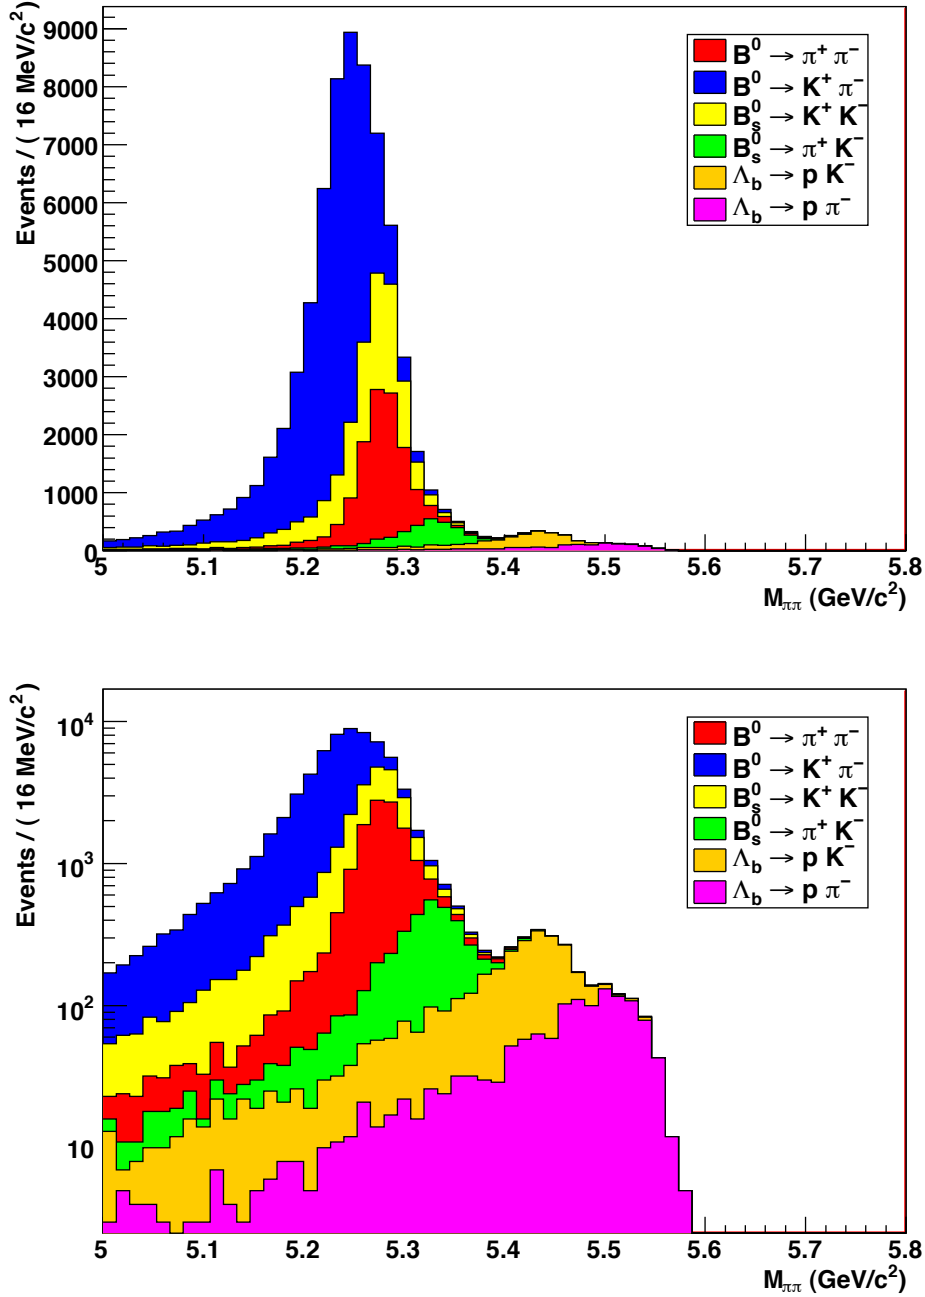 Events / ( 16 MeV/c²)
9000
8000
7000
6000
5000
4000
3000
2000
1000
0
B⁰ → π⁺ π⁻
B⁰ → K⁺ π⁻
B⁰ₛ → K⁺ K⁻
B⁰ₛ → π⁺ K⁻
Λ_b → p K⁻
Λ_b → p π⁻
5 5.1 5.2 5.3 5.4 5.5 5.6 5.7 5.8
M_ππ (GeV/c²)
Events / ( 16 MeV/c²)
10⁴
10³
10²
10
B⁰ → π⁺ π⁻
B⁰ → K⁺ π⁻
B⁰ₛ → K⁺ K⁻
B⁰ₛ → π⁺ K⁻
Λ_b → p K⁻
Λ_b → p π⁻
5 5.1 5.2 5.3 5.4 5.5 5.6 5.7 5.8
M_ππ (GeV/c²)